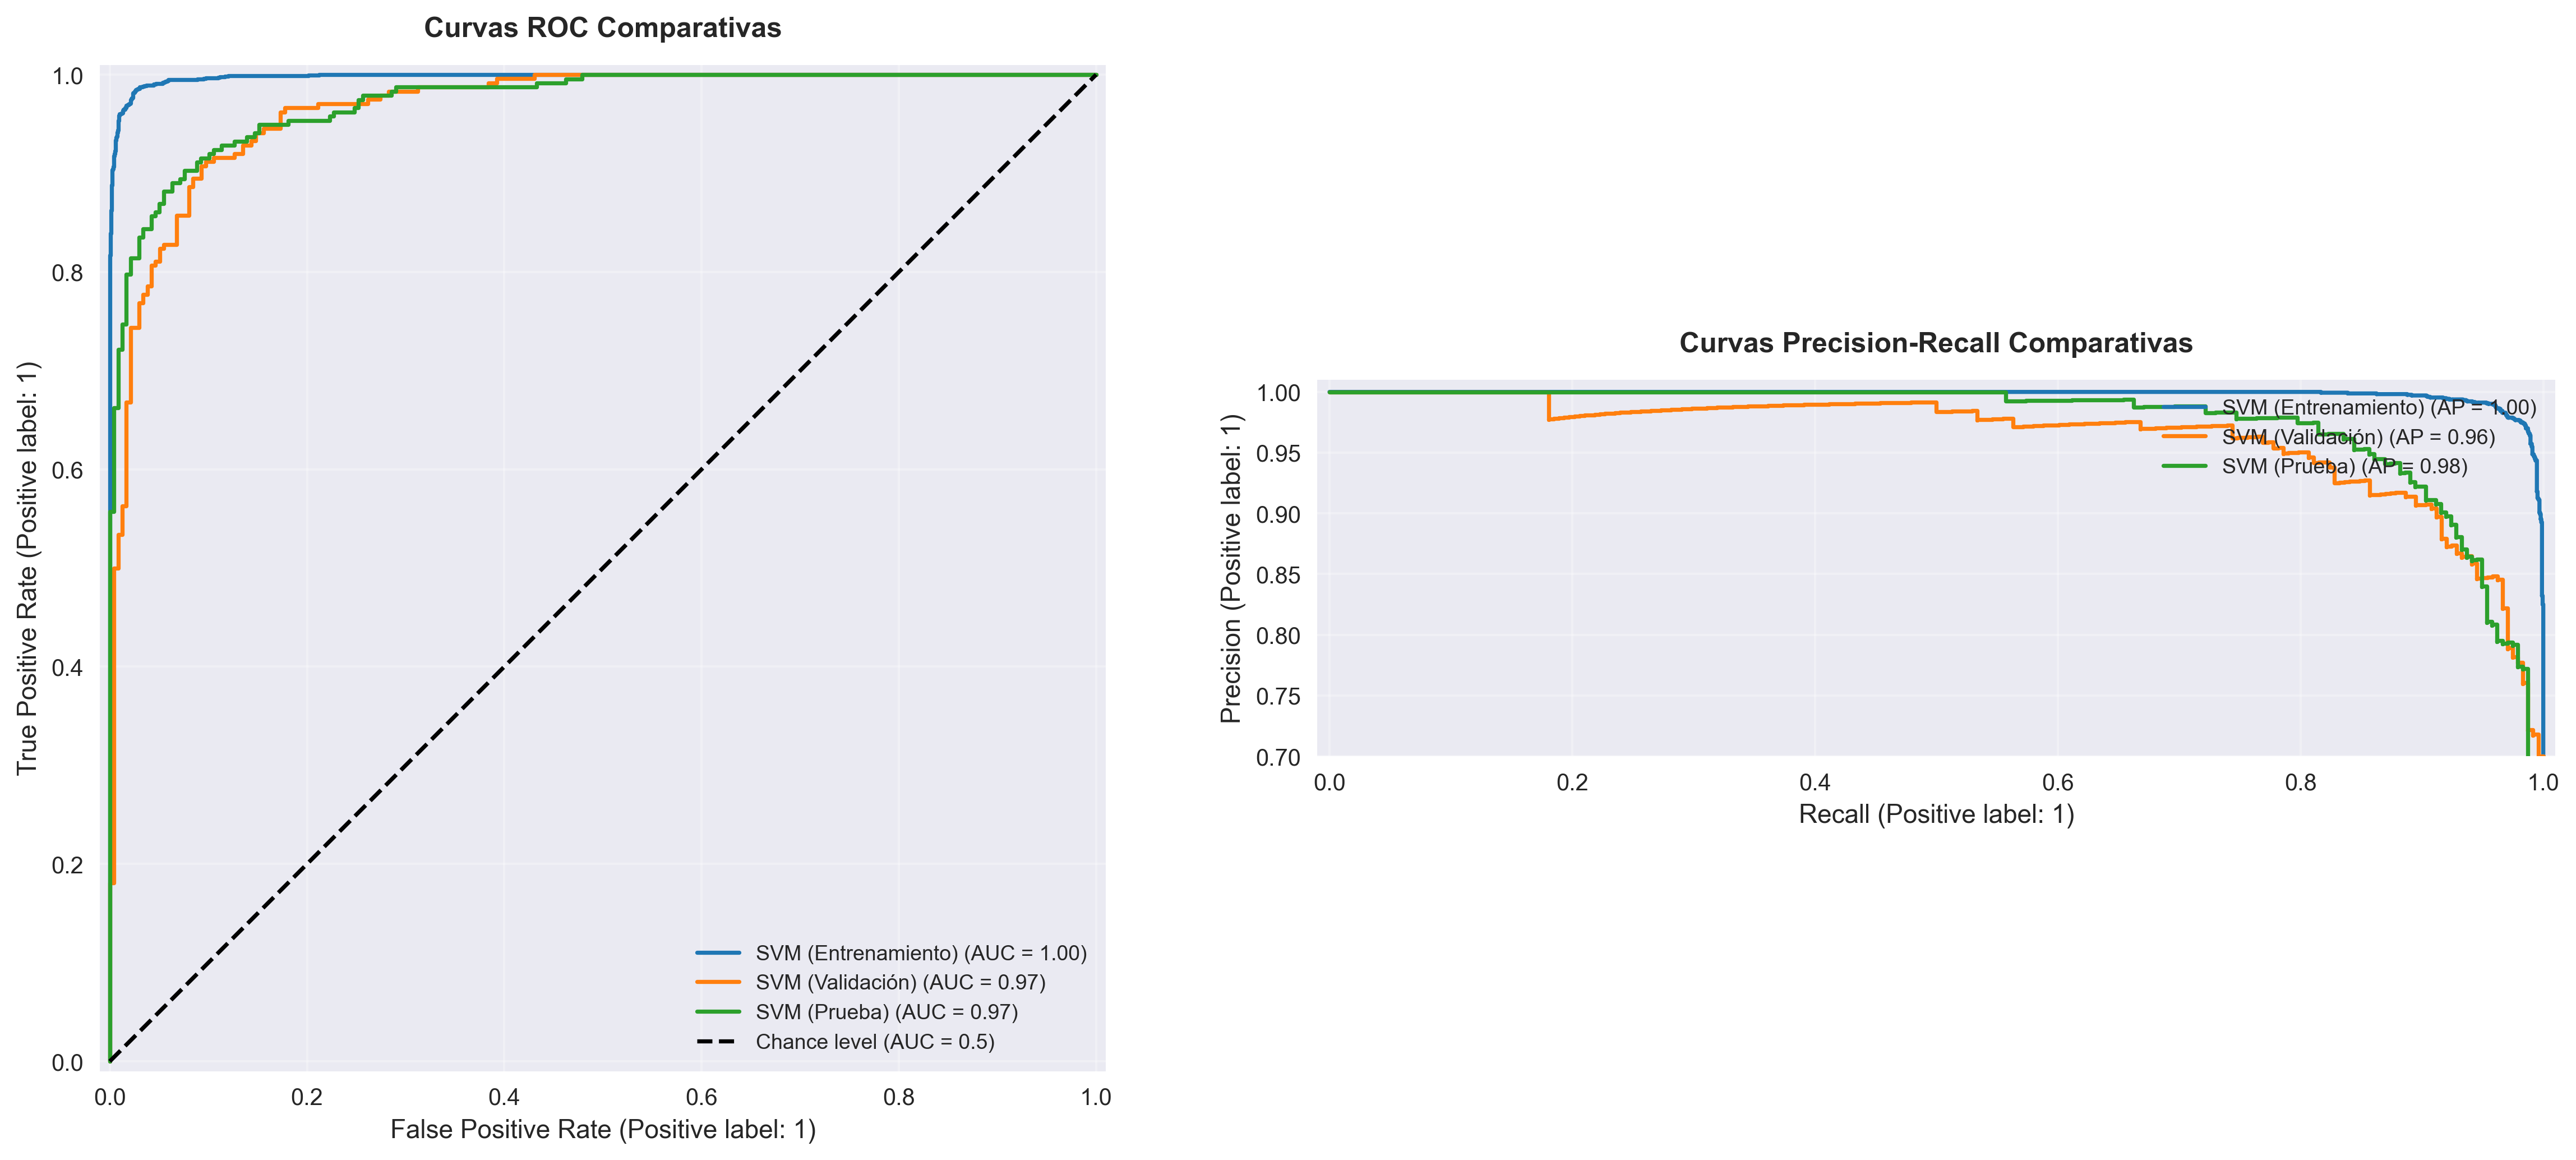 Curvas ROC Comparativas
1.0
0.8
0.6
0.4
0.2
0.0
True Positive Rate (Positive label: 1)
SVM (Entrenamiento) (AUC = 1.00)
SVM (Validación) (AUC = 0.97)
SVM (Prueba) (AUC = 0.97)
Chance level (AUC = 0.5)
0.0 0.2 0.4 0.6 0.8 1.0
False Positive Rate (Positive label: 1)
Curvas Precision-Recall Comparativas
1.00
0.95
0.90
0.85
0.80
0.75
0.70
Precision (Positive label: 1)
SVM (Entrenamiento) (AP = 1.00)
SVM (Validación) (AP = 0.96)
SVM (Prueba) (AP = 0.98)
0.0 0.2 0.4 0.6 0.8 1.0
Recall (Positive label: 1)